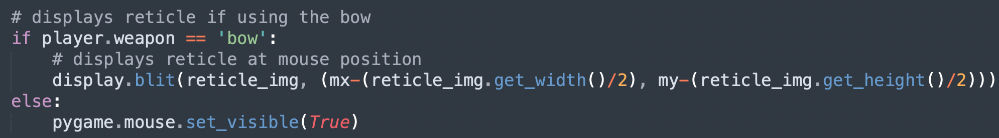 # displays reticle if using the bow
if player.weapon == 'bow':
    # displays reticle at mouse position
    display.blit(reticle_img, (mx-(reticle_img.get_width()/2), my-(reticle_img.get_height()/2)))
else:
    pygame.mouse.set_visible(True)